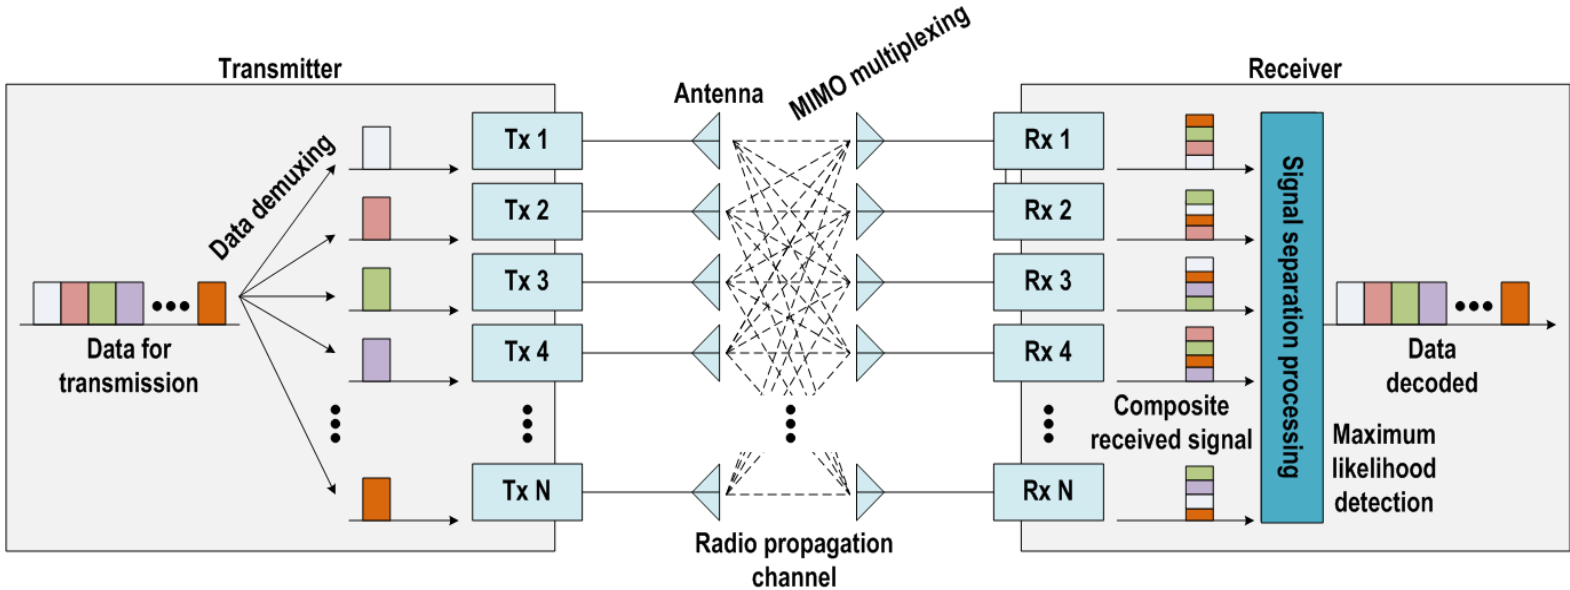 Transmitter
Data demuxing
Data for
transmission
Tx 1
Tx 2
Tx 3
Tx 4
Tx N
Antenna
MIMO multiplexing
Radio propagation
channel
Receiver
Rx 1
Rx 2
Rx 3
Rx 4
Rx N
Composite
received signal
Signal separation processing
Data
decoded
Maximum
likelihood
detection